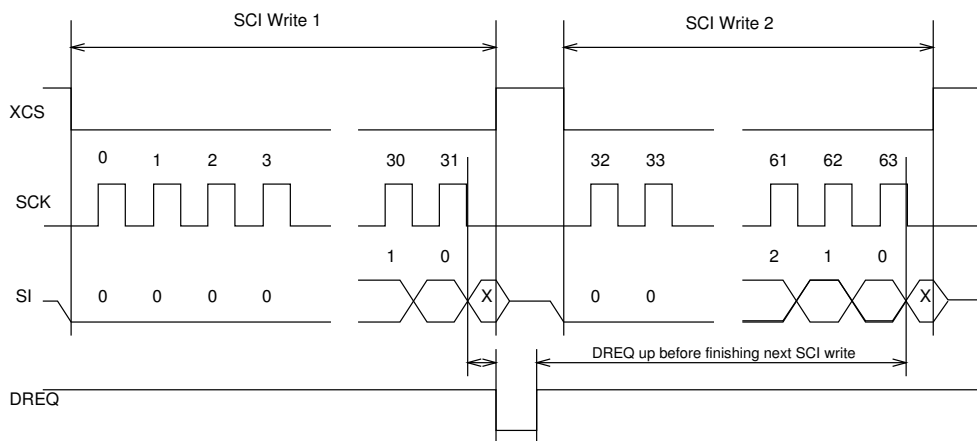 SCI Write 1 SCI Write 2
XCS
0 1 2 3 30 31 32 33 61 62 63
SCK
1 0 2 1 0
SI 0 0 0 0 X 0 0 X
DREQ up before finishing next SCI write
DREQ